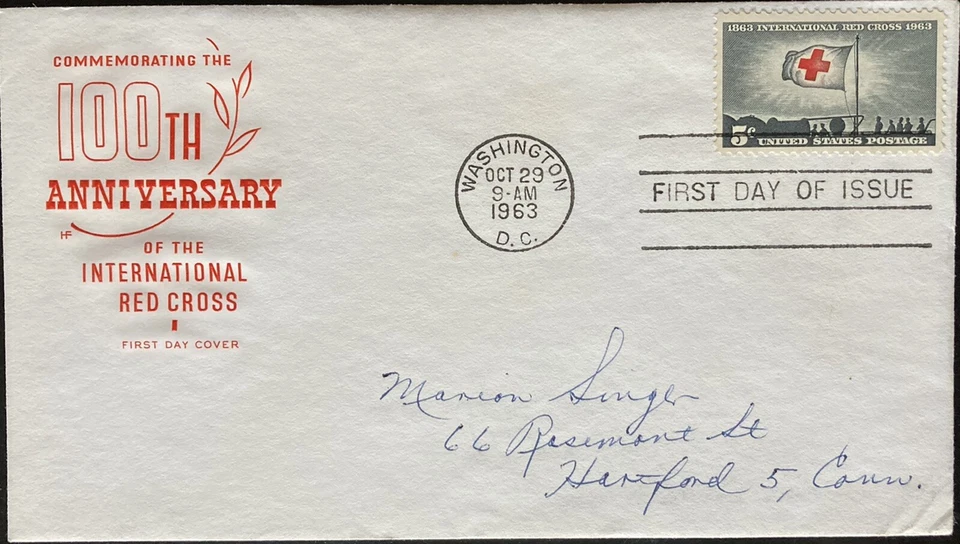 COMMEMORATING THE
100TH
ANNIVERSARY
HF
OF THE
INTERNATIONAL
RED CROSS
FIRST DAY COVER
WASHINGTON
OCT 29
9-AM
1963
D.C.
1863 INTERNATIONAL RED CROSS 1963
5¢ UNITED STATES POSTAGE
FIRST DAY OF ISSUE
Marion Singer
66 Rosemont St
Hartford 5, Conn.